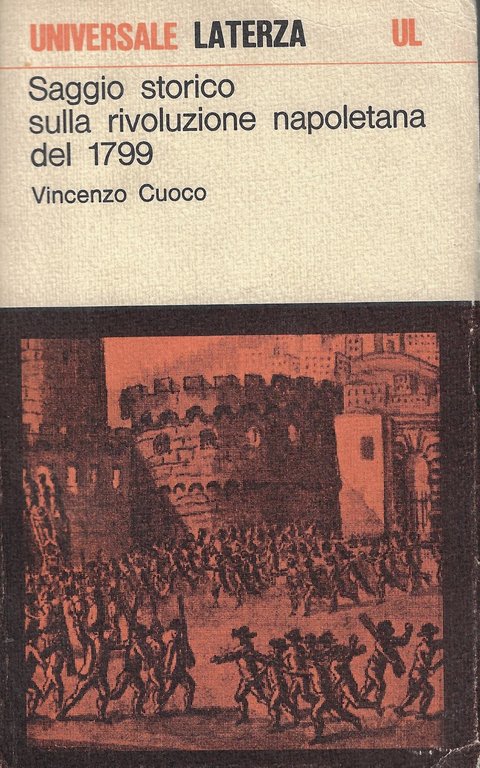 UNIVERSALE LATERZA UL
Saggio storico
sulla rivoluzione napoletana
del 1799
Vincenzo Cuoco